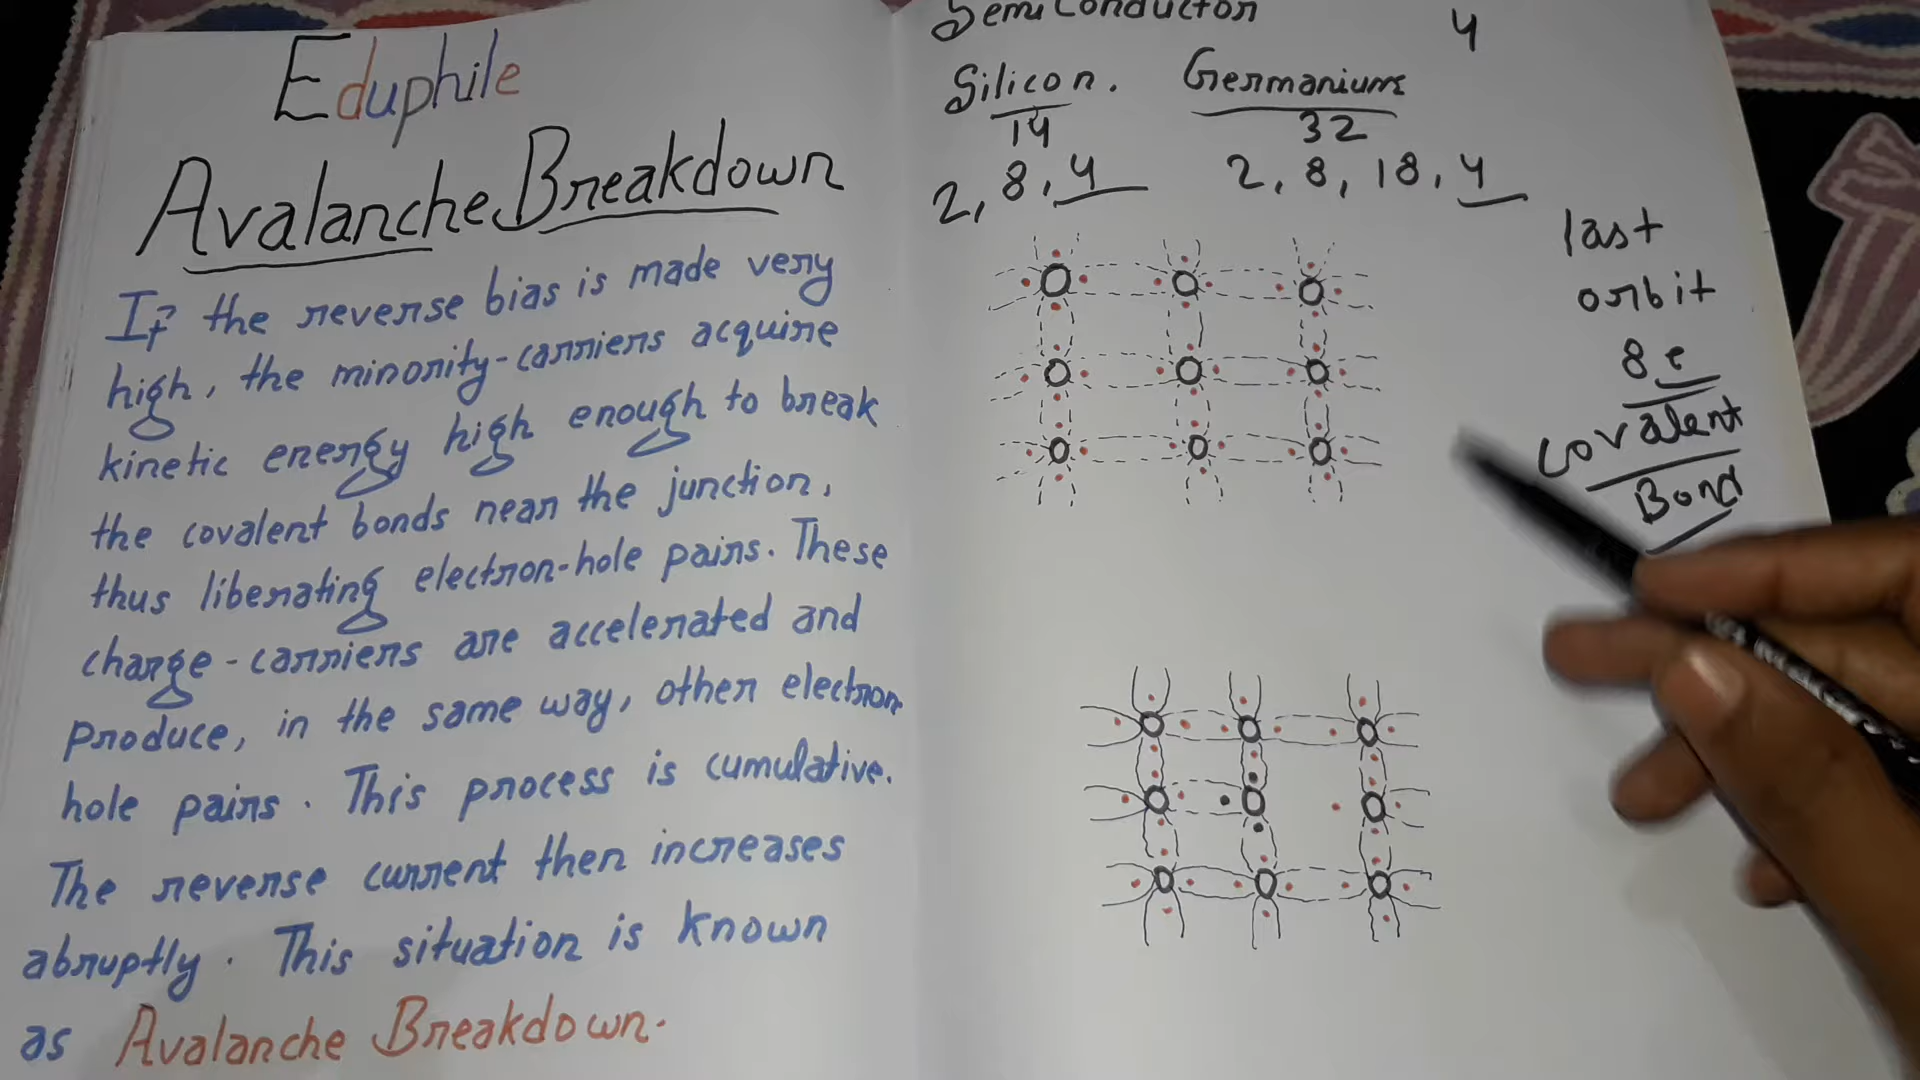 Eduphile
Avalanche Breakdown
If the reverse bias is made very
high, the minority-carriers acquire
kinetic energy high enough to break
the covalent bonds near the junction,
thus liberating electron-hole pairs. These
charge-carriers are accelerated and
produce, in the same way, other electron
hole pairs. This process is cumulative.
The reverse current then increases
abruptly. This situation is known
as Avalanche Breakdown.
Semiconductor
4
Silicon. Germanium
14 32
2, 8, 4 2, 8, 18, 4
last
orbit
8 e
covalent
Bond